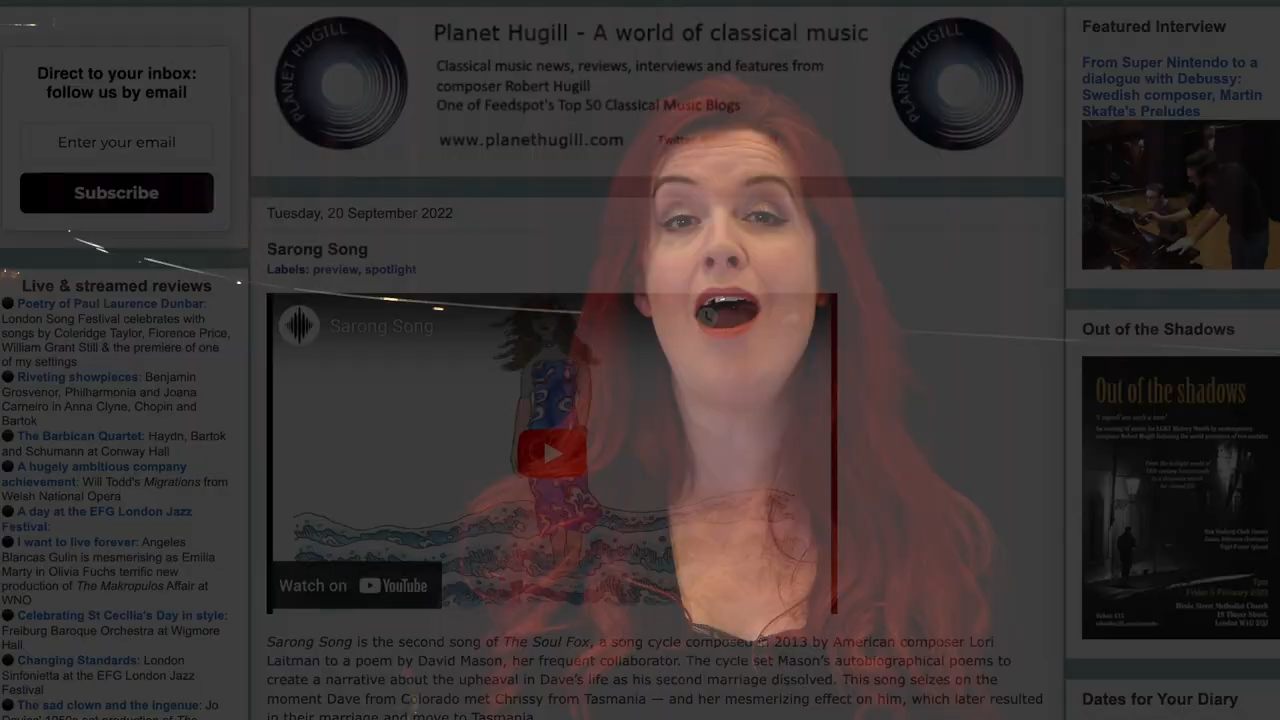 Direct to your inbox:
follow us by email
Enter your email
Subscribe
Live & streamed reviews
Poetry of Paul Laurence Dunbar:
London Song Festival celebrates with
songs by Coleridge Taylor, Florence Price,
William Grant Still & the premiere of one
of my settings
Riveting showpieces: Benjamin
Grosvenor, Philharmonia and Joana
Carneiro in Anna Clyne, Chopin and
Bartok
The Barbican Quartet: Haydn, Bartok
and Schumann at Conway Hall
A hugely ambitious company
achievement: Will Todd's Migrations from
Welsh National Opera
A day at the EFG London Jazz
Festival:
I want to live forever: Angeles
Blancas Gulin is mesmerising as Emilia
Marty in Olivia Fuchs terrific new
production of The Makropulos Affair at
WNO
Celebrating St Cecilia's Day in style:
Freiburg Baroque Orchestra at Wigmore
Hall
Changing Standards: London
Sinfonietta at the EFG London Jazz
Festival
The sad clown and the ingenue: Jo
PLANET HUGILL
Planet Hugill - A world of classical music
Classical music news, reviews, interviews and features from
composer Robert Hugill
One of Feedspot's Top 50 Classical Music Blogs
www.planethugill.com
PLANET HUGILL
Tuesday, 20 September 2022
Sarong Song
Labels: preview, spotlight
Sarong Song
Watch on YouTube
Sarong Song is the second song of The Soul Fox, a song cycle composed in 2013 by American composer Lori
Laitman to a poem by David Mason, her frequent collaborator. The cycle set Mason's autobiographical poems to
create a narrative about the upheaval in Dave's life as his second marriage dissolved. This song seizes on the
moment Dave from Colorado met Chrissy from Tasmania — and her mesmerizing effect on him, which later resulted
in their marriage and move to Tasmania.
Featured Interview
From Super Nintendo to a
dialogue with Debussy:
Swedish composer, Martin
Skafte's Preludes
Out of the Shadows
Out of the shadows
Dates for Your Diary